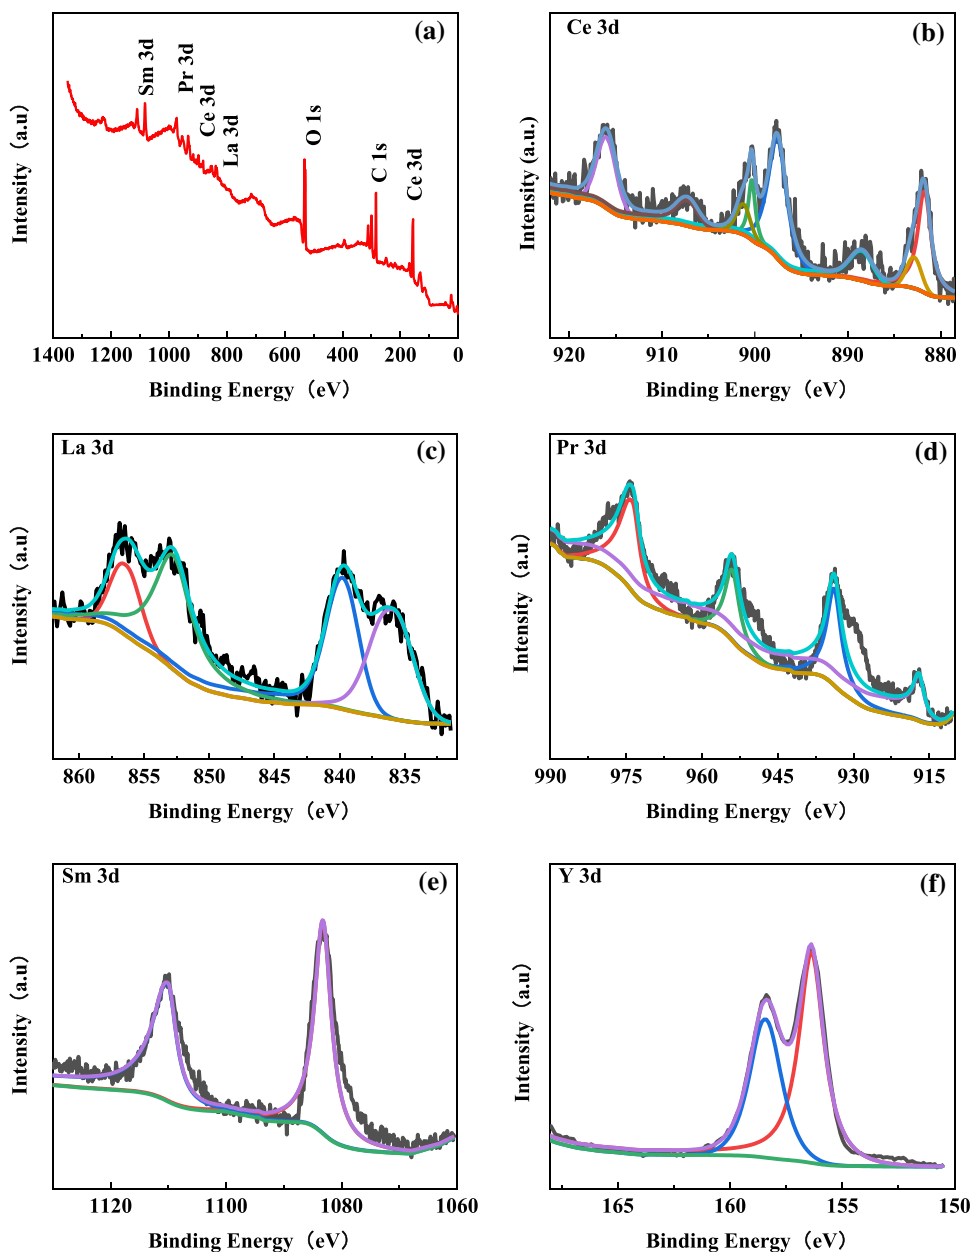 (a)
Sm 3d
Pr 3d
Ce 3d
La 3d
O 1s
C 1s
Ce 3d
Intensity（a.u）
1400 1200 1000 800 600 400 200 0
Binding Energy（eV）
Ce 3d
(b)
Intensity (a.u.)
920 910 900 890 880
Binding Energy（eV）
La 3d
(c)
Intensity（a.u）
860 855 850 845 840 835
Binding Energy（eV）
Pr 3d
(d)
Intensity（a.u）
990 975 960 945 930 915
Binding Energy（eV）
Sm 3d
(e)
Intensity（a.u）
1120 1100 1080 1060
Binding Energy（eV）
Y 3d
(f)
Intensity（a.u）
165 160 155 150
Binding Energy（eV）